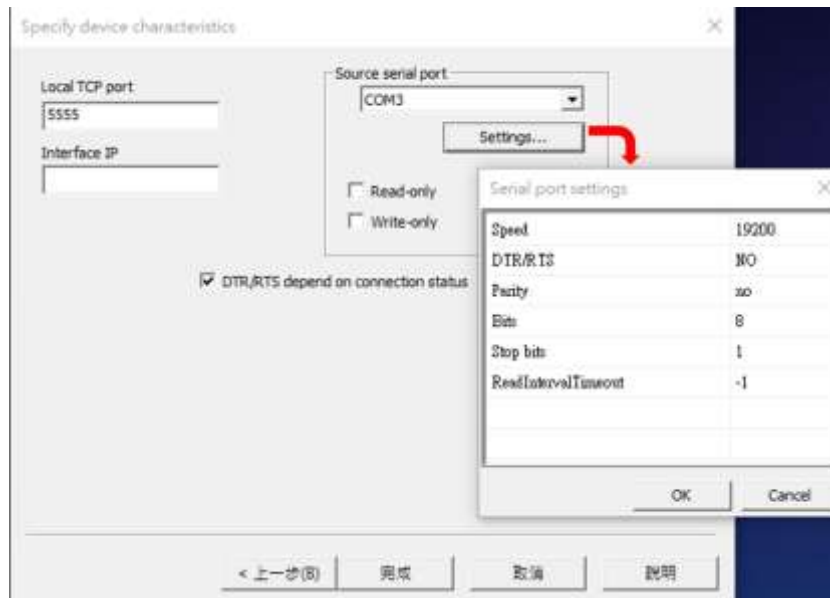 Specify device characteristics
Local TCP port
5555
Interface IP
Source serial port
COM3
Settings...
Read-only
Write-only
DTR/RTS depend on connection status
Serial port settings
Speed 19200
DTR/RTS NO
Parity no
Bits 8
Stop bits 1
ReadIntervalTimeout -1
OK Cancel
< 上一步(B) 完成 取消 說明